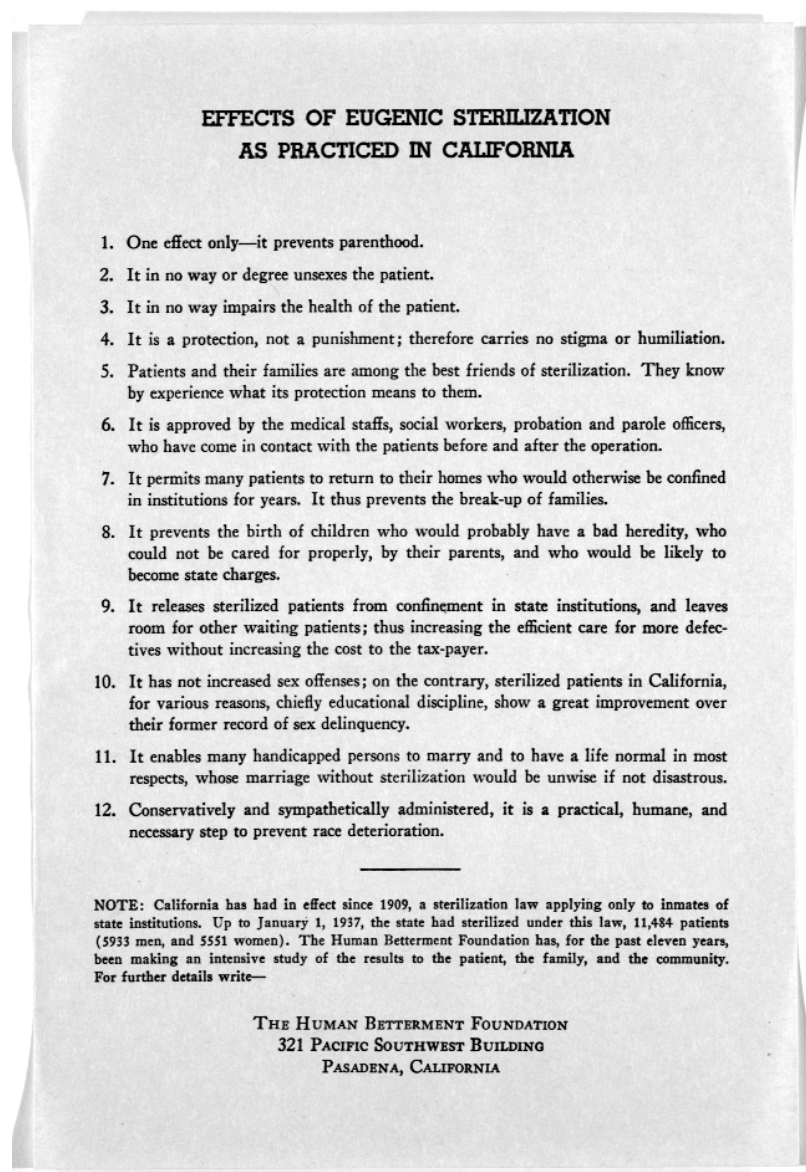 EFFECTS OF EUGENIC STERILIZATION
AS PRACTICED IN CALIFORNIA
1. One effect only—it prevents parenthood.
2. It in no way or degree unsexes the patient.
3. It in no way impairs the health of the patient.
4. It is a protection, not a punishment; therefore carries no stigma or humiliation.
5. Patients and their families are among the best friends of sterilization. They know
by experience what its protection means to them.
6. It is approved by the medical staffs, social workers, probation and parole officers,
who have come in contact with the patients before and after the operation.
7. It permits many patients to return to their homes who would otherwise be confined
in institutions for years. It thus prevents the break-up of families.
8. It prevents the birth of children who would probably have a bad heredity, who
could not be cared for properly, by their parents, and who would be likely to
become state charges.
9. It releases sterilized patients from confinement in state institutions, and leaves
room for other waiting patients; thus increasing the efficient care for more defec-
tives without increasing the cost to the tax-payer.
10. It has not increased sex offenses; on the contrary, sterilized patients in California,
for various reasons, chiefly educational discipline, show a great improvement over
their former record of sex delinquency.
11. It enables many handicapped persons to marry and to have a life normal in most
respects, whose marriage without sterilization would be unwise if not disastrous.
12. Conservatively and sympathetically administered, it is a practical, humane, and
necessary step to prevent race deterioration.
NOTE: California has had in effect since 1909, a sterilization law applying only to inmates of
state institutions. Up to January 1, 1937, the state had sterilized under this law, 11,484 patients
(5933 men, and 5551 women). The Human Betterment Foundation has, for the past eleven years,
been making an intensive study of the results to the patient, the family, and the community.
For further details write—
THE HUMAN BETTERMENT FOUNDATION
321 PACIFIC SOUTHWEST BUILDING
PASADENA, CALIFORNIA